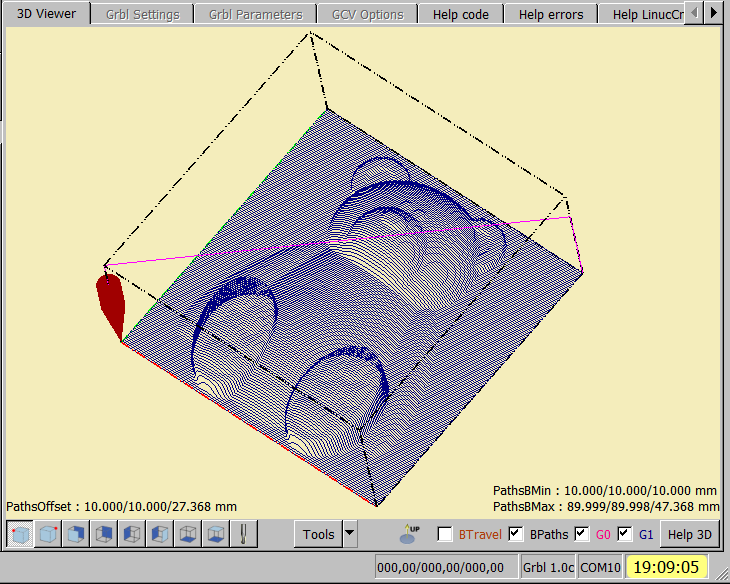 3D Viewer Grbl Settings Grbl Parameters GCV Options Help code Help errors Help LinucCr
PathsBMin : 10.000/10.000/10.000 mm
PathsOffset : 10.000/10.000/27.368 mm PathsBMax : 89.999/89.998/47.368 mm
Tools UP BTravel BPaths G0 G1 Help 3D
000,00/000,00/000,00 Grbl 1.0c COM10 19:09:05